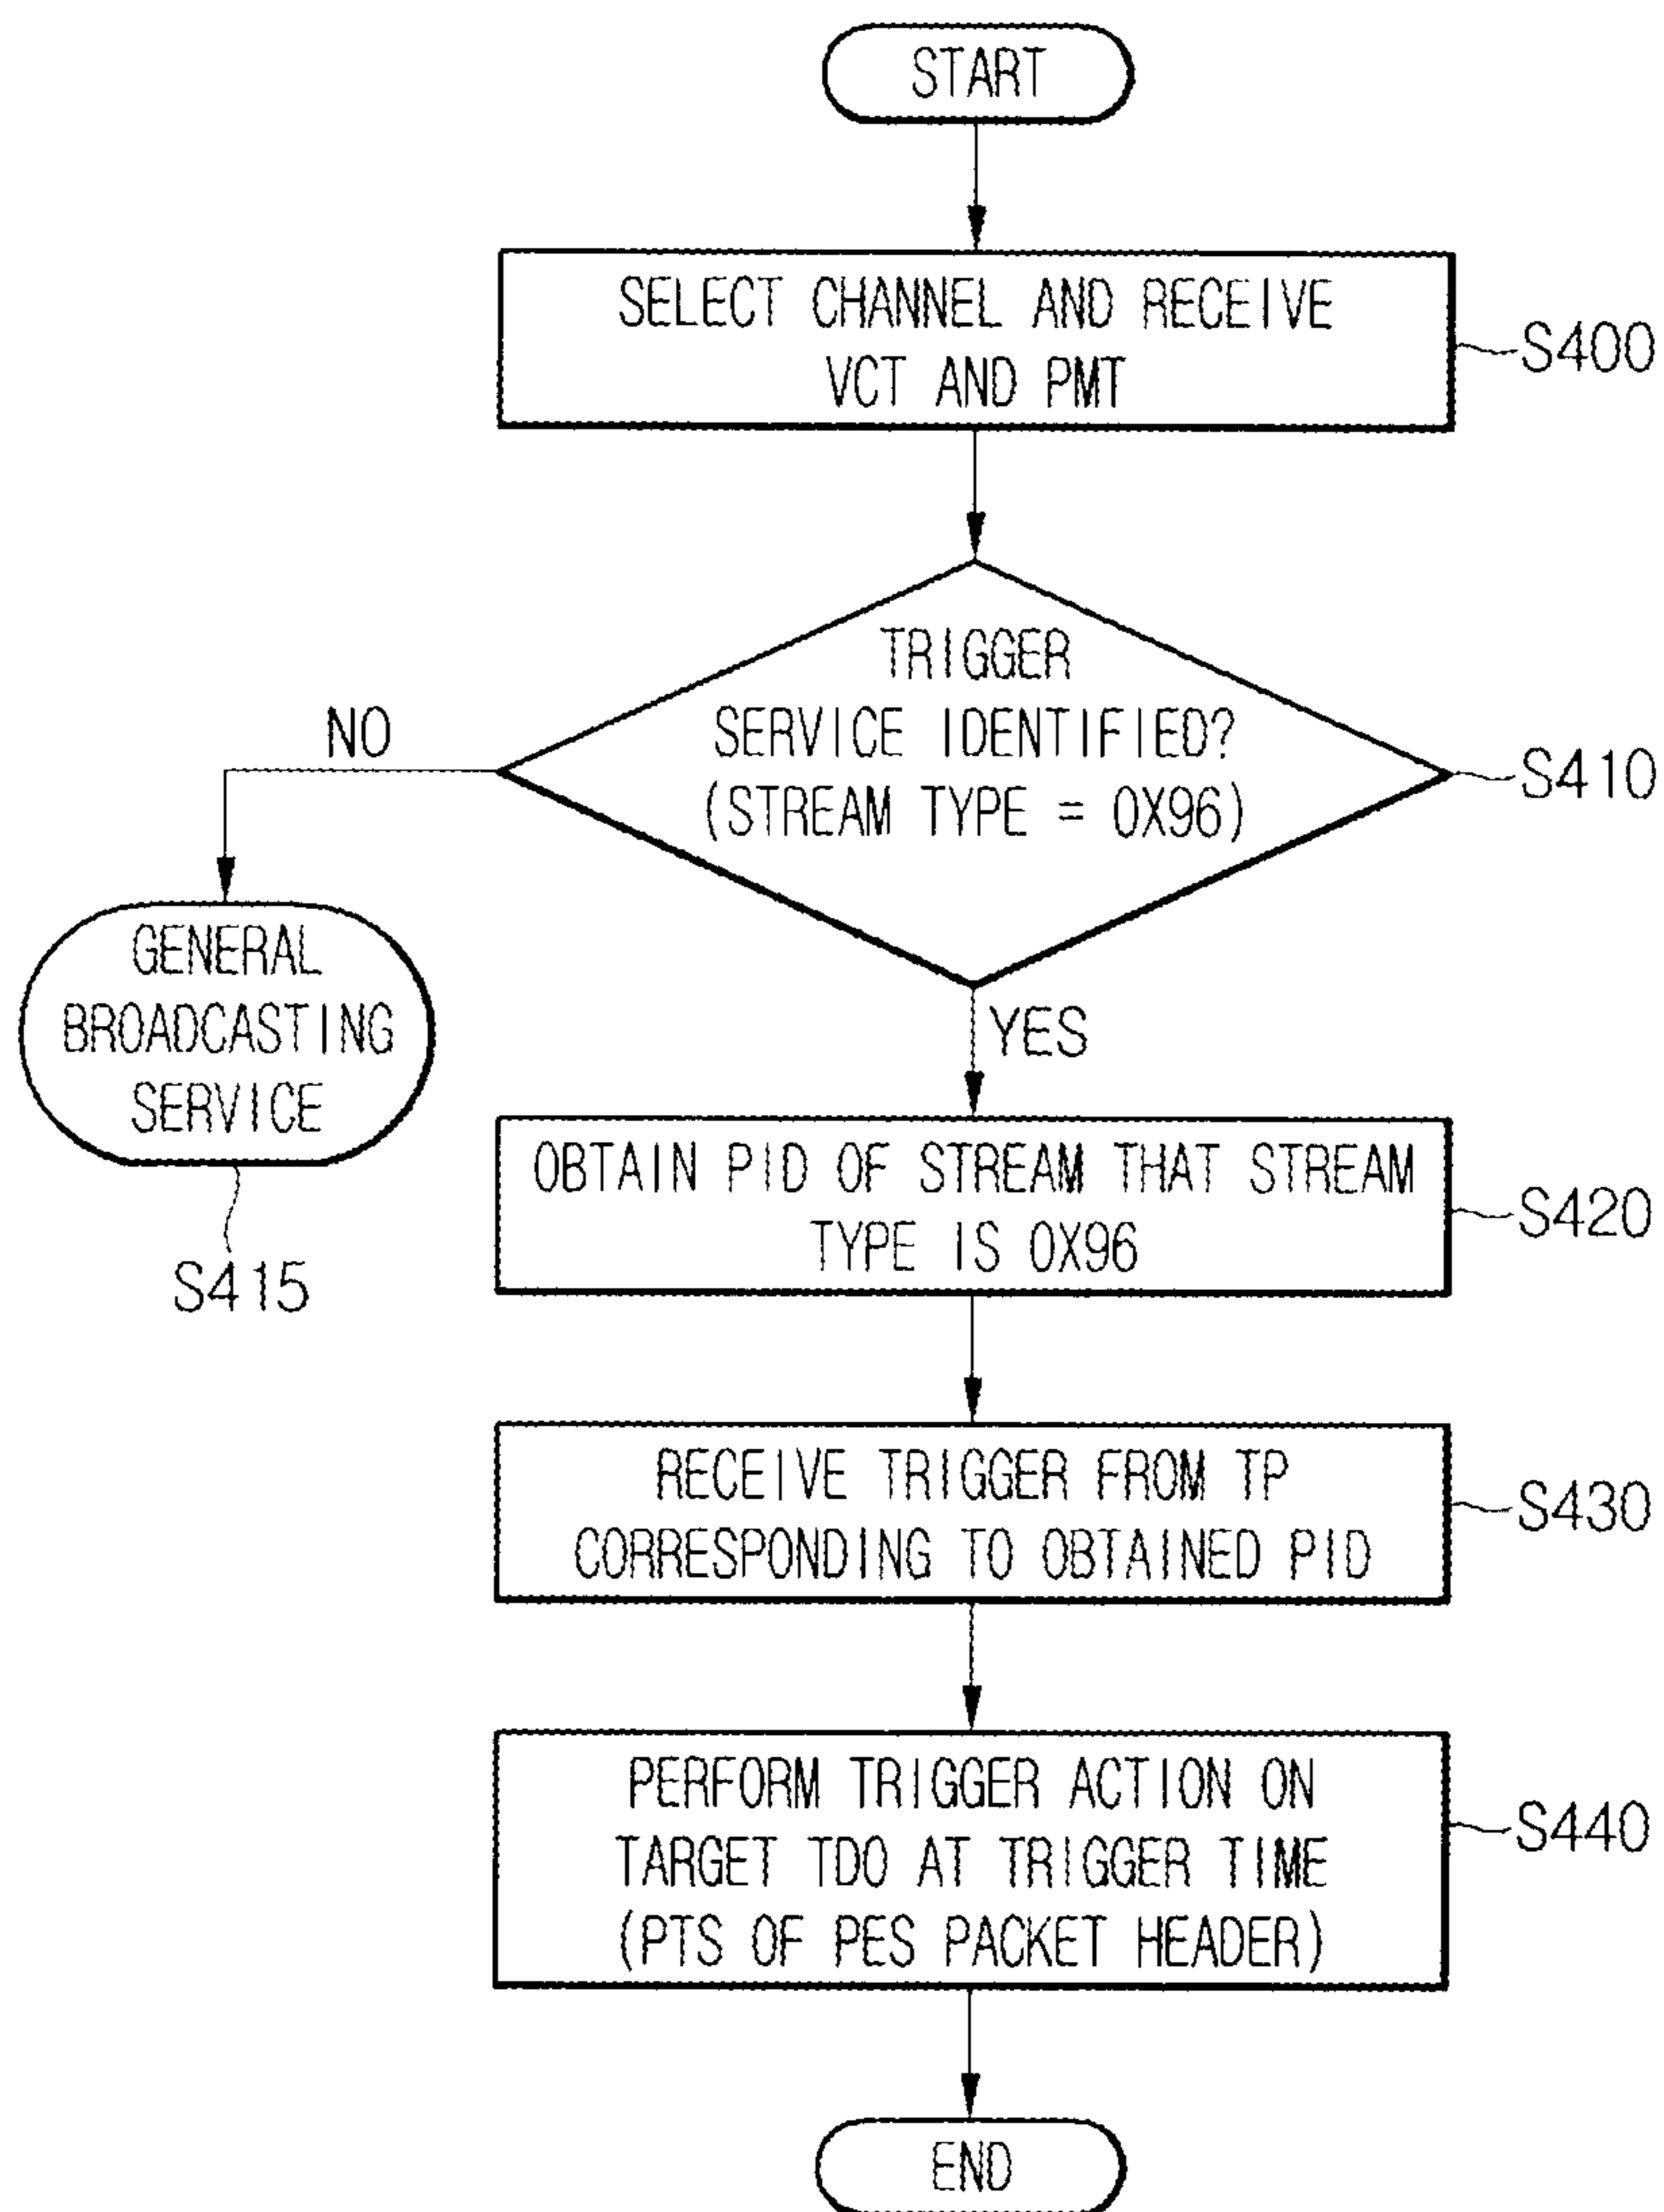 START
SELECT CHANNEL AND RECEIVE
VCT AND PMT
S400
TRIGGER
SERVICE IDENTIFIED?
(STREAM TYPE = 0X96)
S410
NO
GENERAL
BROADCASTING
SERVICE
S415
YES
OBTAIN PID OF STREAM THAT STREAM
TYPE IS 0X96
S420
RECEIVE TRIGGER FROM TP
CORRESPONDING TO OBTAINED PID
S430
PERFORM TRIGGER ACTION ON
TARGET TDO AT TRIGGER TIME
(PTS OF PES PACKET HEADER)
S440
END